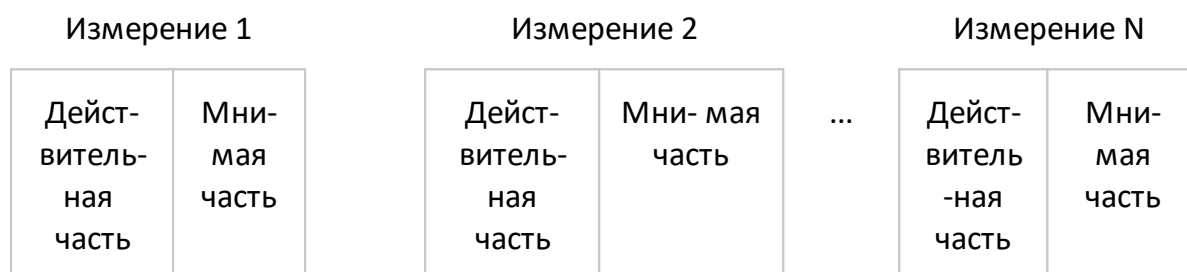 Измерение 1
Измерение 2
Измерение N
Дейст-
витель-
ная
часть
Мни-
мая
часть
Дейст-
витель-
ная
часть
Мни- мая
часть
...
Дейст-
витель
-ная
часть
Мни-
мая
часть